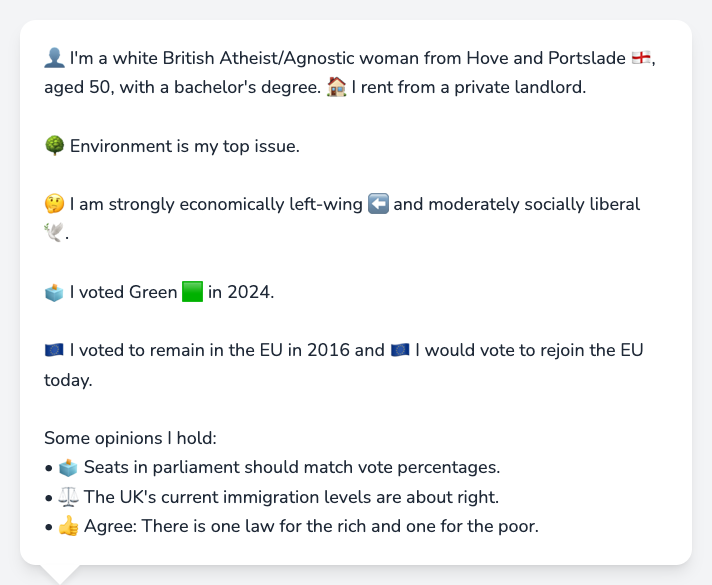 👤 I'm a white British Atheist/Agnostic woman from Hove and Portslade 🏴󠁧󠁢󠁥󠁮󠁧󠁿,
aged 50, with a bachelor's degree. 🏠 I rent from a private landlord.
🌳 Environment is my top issue.
🤔 I am strongly economically left-wing ⬅️ and moderately socially liberal
🕊️.
🗳️ I voted Green 🟩 in 2024.
🇪🇺 I voted to remain in the EU in 2016 and 🇪🇺 I would vote to rejoin the EU
today.
Some opinions I hold:
• 🗳️ Seats in parliament should match vote percentages.
• ⚖️ The UK's current immigration levels are about right.
• 👍 Agree: There is one law for the rich and one for the poor.